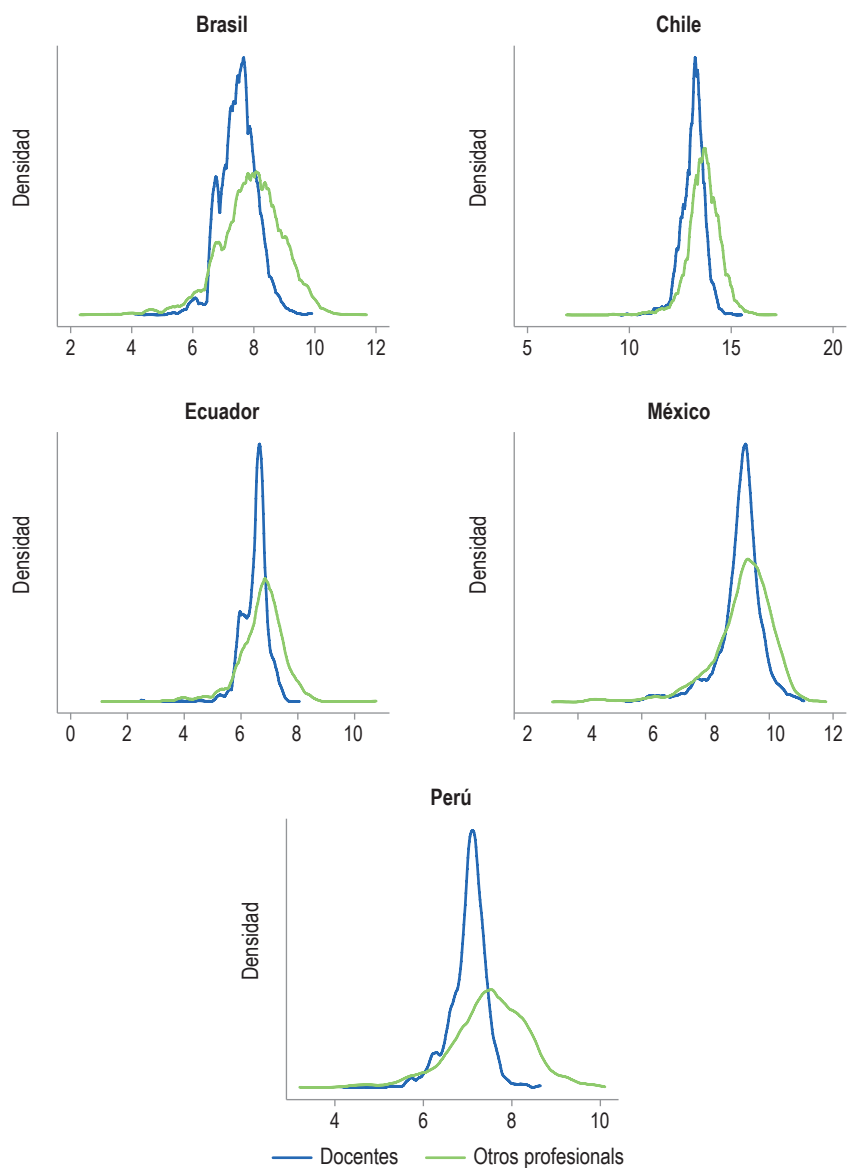 Brasil
Densidad
2 4 6 8 10 12
Chile
Densidad
5 10 15 20
Ecuador
Densidad
0 2 4 6 8 10
México
Densidad
2 4 6 8 10 12
Perú
Densidad
4 6 8 10
Docentes Otros profesionals